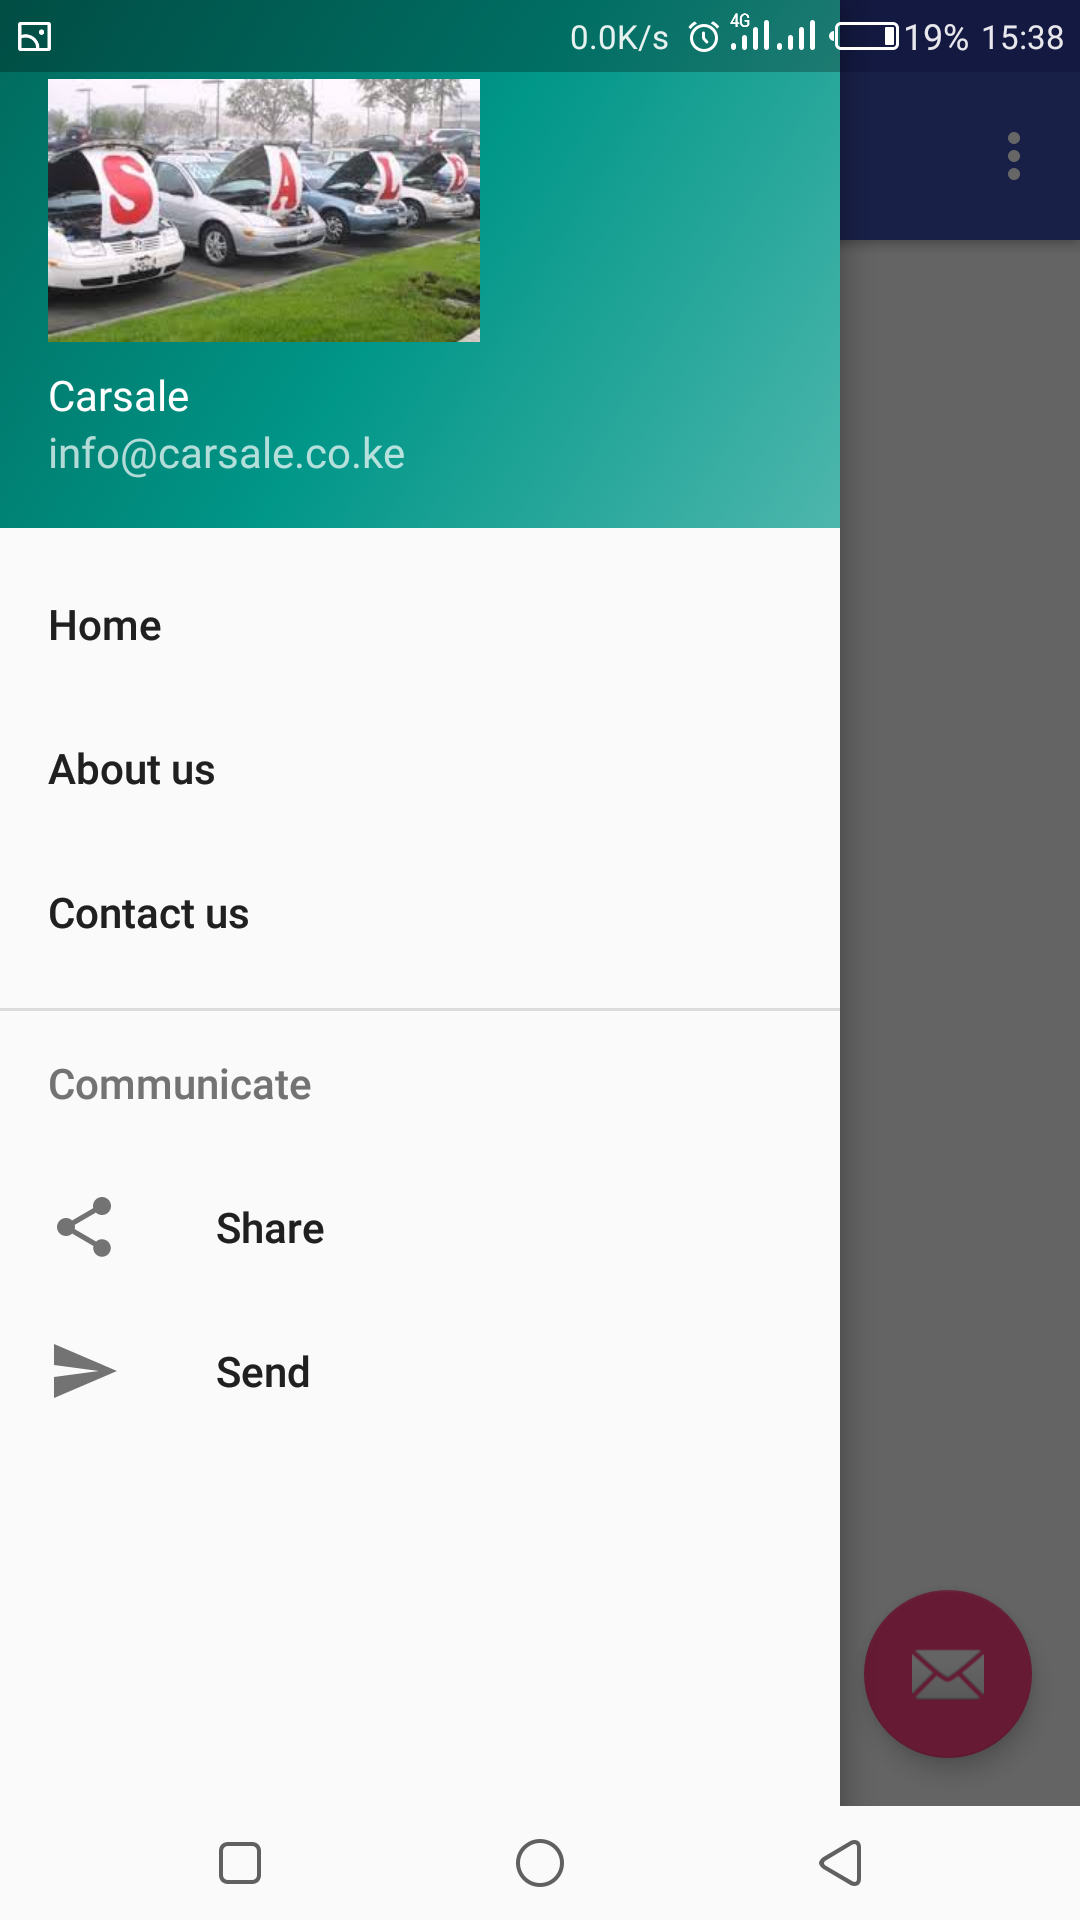 0.0K/s 4G 19% 15:38
S A L E
Carsale
info@carsale.co.ke
Home
About us
Contact us
Communicate
Share
Send